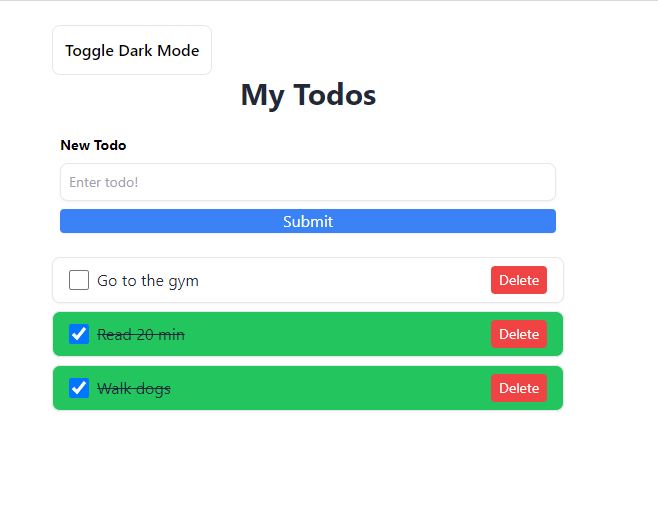 Toggle Dark Mode
My Todos
New Todo
Enter todo!
Submit
Go to the gym Delete
Read 20 min Delete
Walk dogs Delete